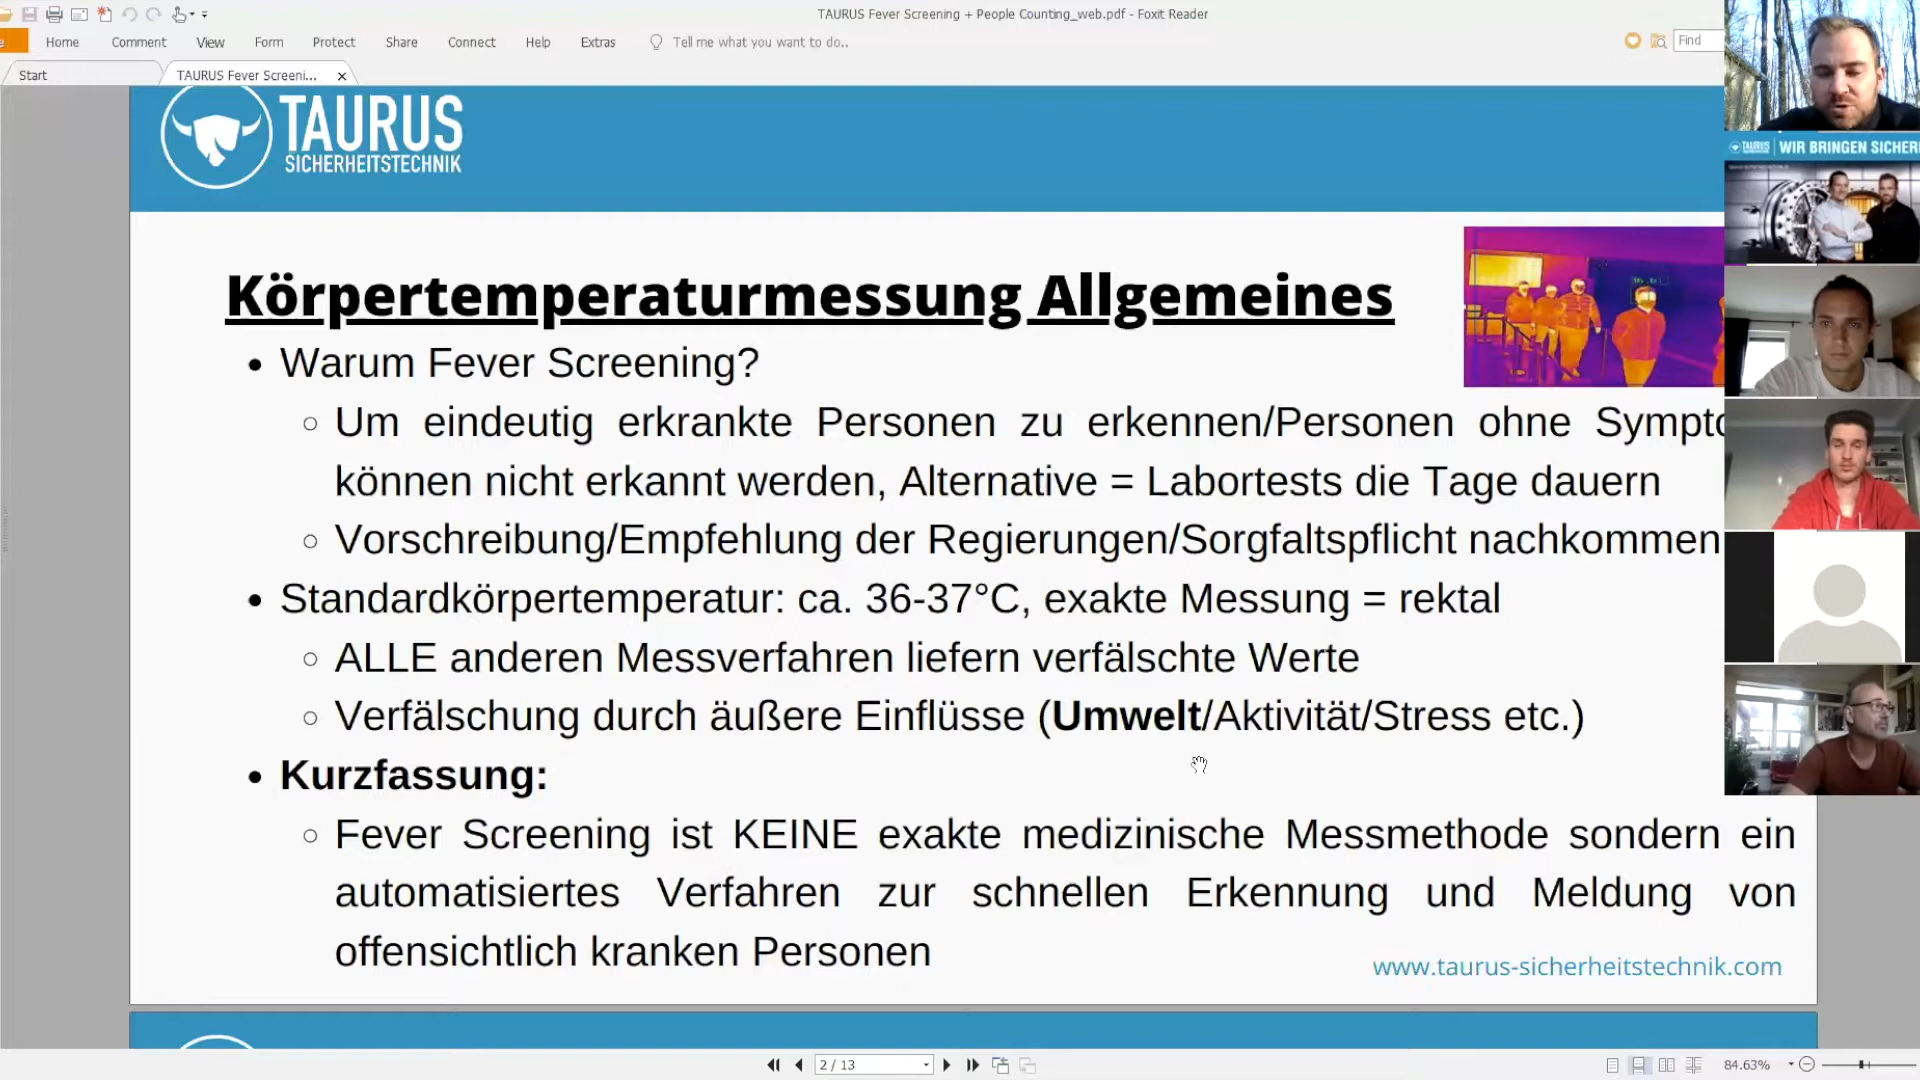 TAURUS Fever Screening + People Counting_web.pdf - Foxit Reader
Home Comment View Form Protect Share Connect Help Extras Tell me what you want to do.. Find
Start TAURUS Fever Screeni...
TAURUS
SICHERHEITSTECHNIK
TAURUS WIR BRINGEN SICHER
Körpertemperaturmessung Allgemeines
• Warum Fever Screening?
○ Um eindeutig erkrankte Personen zu erkennen/Personen ohne Sympto
können nicht erkannt werden, Alternative = Labortests die Tage dauern
○ Vorschreibung/Empfehlung der Regierungen/Sorgfaltspflicht nachkommen
• Standardkörpertemperatur: ca. 36-37°C, exakte Messung = rektal
○ ALLE anderen Messverfahren liefern verfälschte Werte
○ Verfälschung durch äußere Einflüsse (Umwelt/Aktivität/Stress etc.)
• Kurzfassung:
○ Fever Screening ist KEINE exakte medizinische Messmethode sondern ein
automatisiertes Verfahren zur schnellen Erkennung und Meldung von
offensichtlich kranken Personen
www.taurus-sicherheitstechnik.com
2 / 13 84.63%